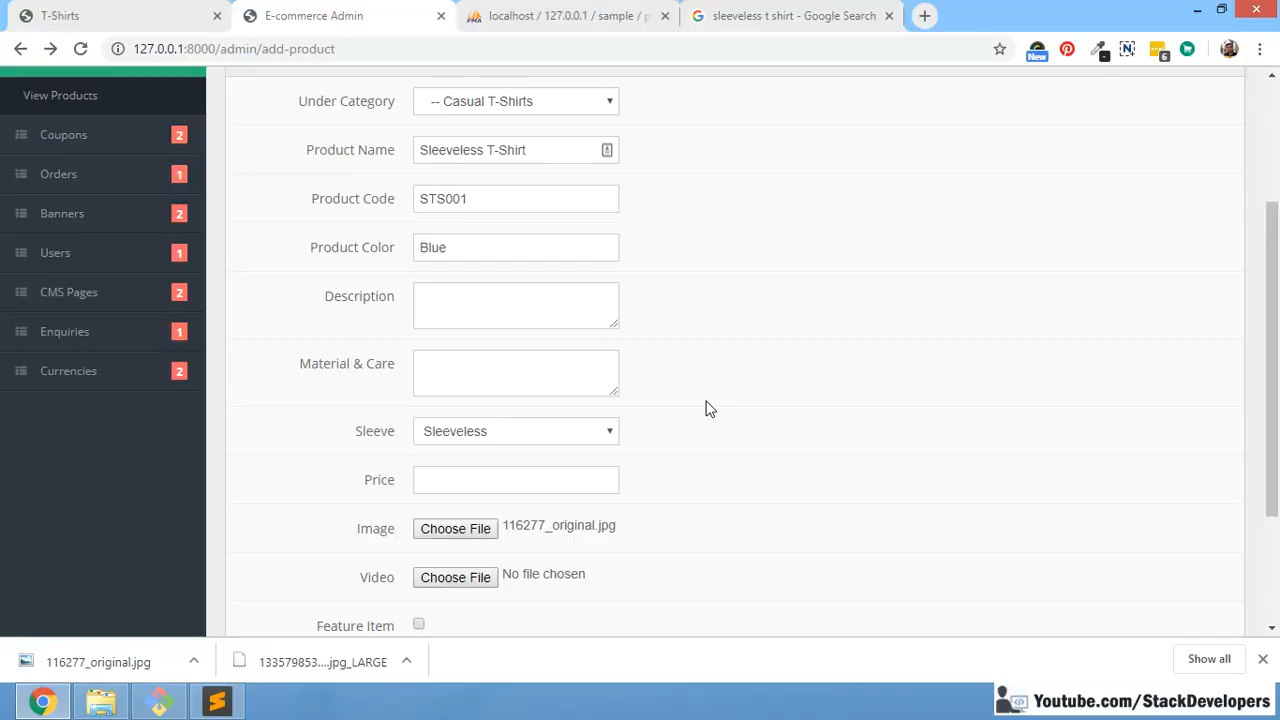 T-Shirts
E-commerce Admin
localhost / 127.0.0.1 / sample / p
sleeveless t shirt - Google Search
127.0.0.1:8000/admin/add-product
New
6
View Products
Coupons 2
Orders 1
Banners 2
Users 1
CMS Pages 2
Enquiries 1
Currencies 2
Under Category -- Casual T-Shirts
Product Name Sleeveless T-Shirt
Product Code STS001
Product Color Blue
Description
Material & Care
Sleeve Sleeveless
Price
Image Choose File 116277_original.jpg
Video Choose File No file chosen
Feature Item
116277_original.jpg
133579853....jpg_LARGE
Show all
Youtube.com/StackDevelopers